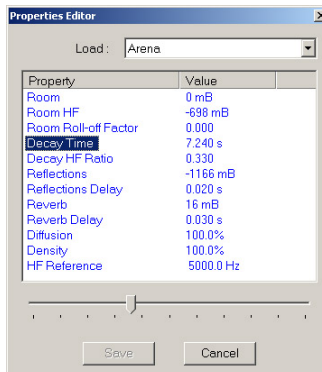 Properties Editor
Load : Arena
Property Value
Room 0 mB
Room HF -698 mB
Room Roll-off Factor 0.000
Decay Time 7.240 s
Decay HF Ratio 0.330
Reflections -1166 mB
Reflections Delay 0.020 s
Reverb 16 mB
Reverb Delay 0.030 s
Diffusion 100.0%
Density 100.0%
HF Reference 5000.0 Hz
Save Cancel